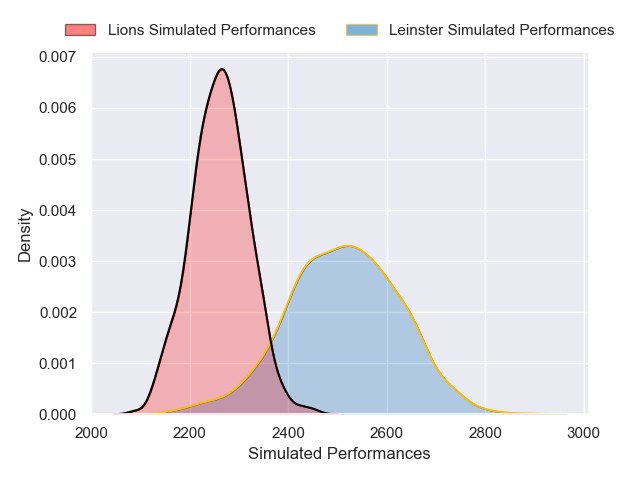 Lions Simulated Performances Leinster Simulated Performances
0.007
0.006
0.005
0.004
0.003
0.002
0.001
0.000
Density
2000 2200 2400 2600 2800 3000
Simulated Performances